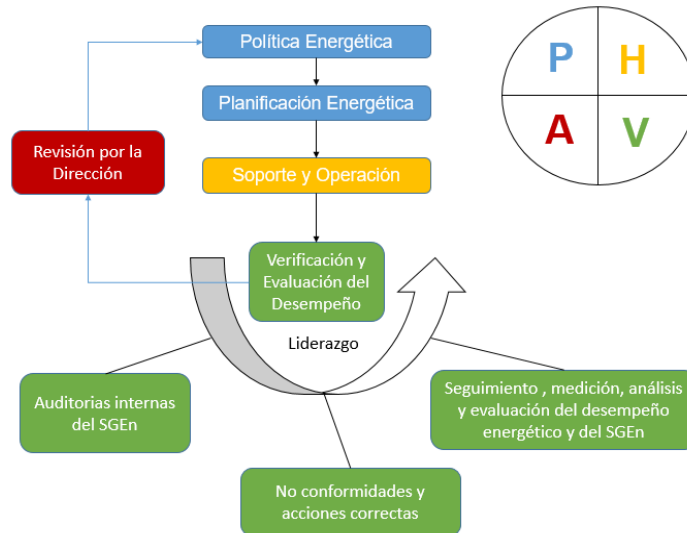 Política Energética
P
H
Planificación Energética
A
V
Revisión por la
Dirección
Soporte y Operación
Verificación y
Evaluación del
Desempeño
Liderazgo
Auditorias internas
del SGEn
Seguimiento , medición, análisis
y evaluación del desempeño
energético y del SGEn
No conformidades y
acciones correctas